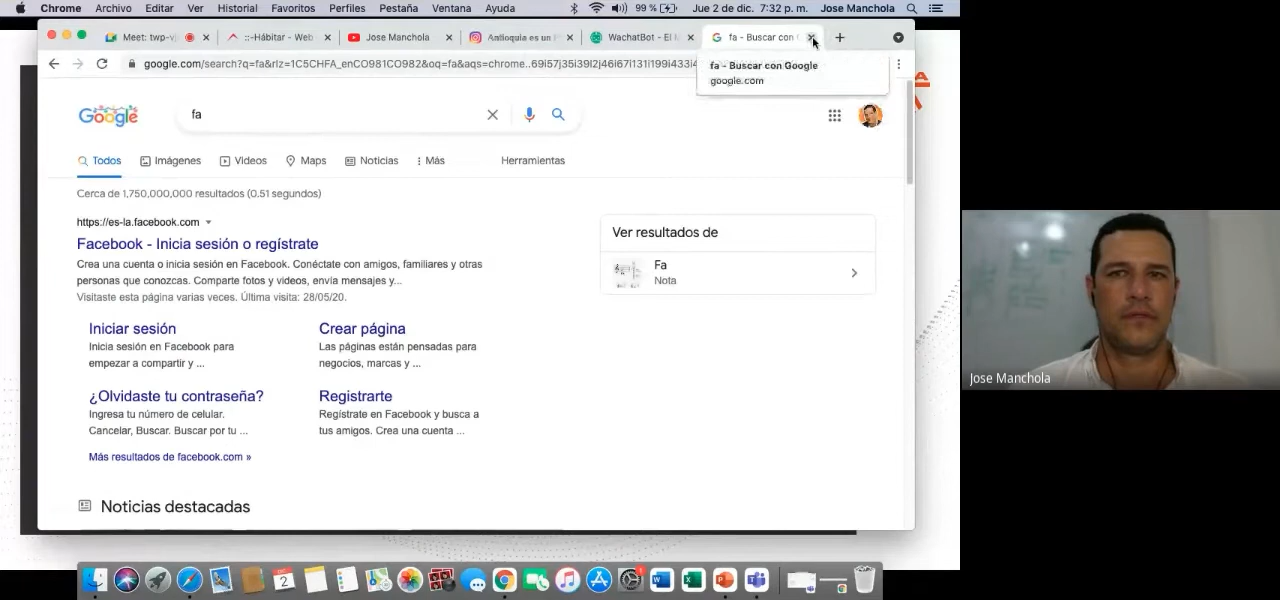 Chrome Archivo Editar Ver Historial Favoritos Perfiles Pestaña Ventana Ayuda 99 % Jue 2 de dic. 7:32 p. m. Jose Manchola
Meet: twp-v ::-Hábitar - Web Jose Manchola Antioquia es un WachatBot - El fa - Buscar con
google.com/search?q=fa&rlz=1C5CHFA_enCO981CO982&oq=fa&aqs=chrome..69i57j35i39l2j46i67i131i199i433i4
fa - Buscar con Google
google.com
Google fa
Todos Imágenes Videos Maps Noticias Más Herramientas
Cerca de 1,750,000,000 resultados (0.51 segundos)
https://es-la.facebook.com
Facebook - Inicia sesión o regístrate
Crea una cuenta o inicia sesión en Facebook. Conéctate con amigos, familiares y otras
personas que conozcas. Comparte fotos y videos, envía mensajes y...
Visitaste esta página varias veces. Última visita: 28/05/20.
Iniciar sesión
Inicia sesión en Facebook para
empezar a compartir y ...
Crear página
Las páginas están pensadas para
negocios, marcas y ...
¿Olvidaste tu contraseña?
Ingresa tu número de celular.
Cancelar, Buscar. Buscar por tu ...
Registrarte
Regístrate en Facebook y busca a
tus amigos. Crea una cuenta ...
Más resultados de facebook.com »
Noticias destacadas
Ver resultados de
Fa
Nota
Jose Manchola
2